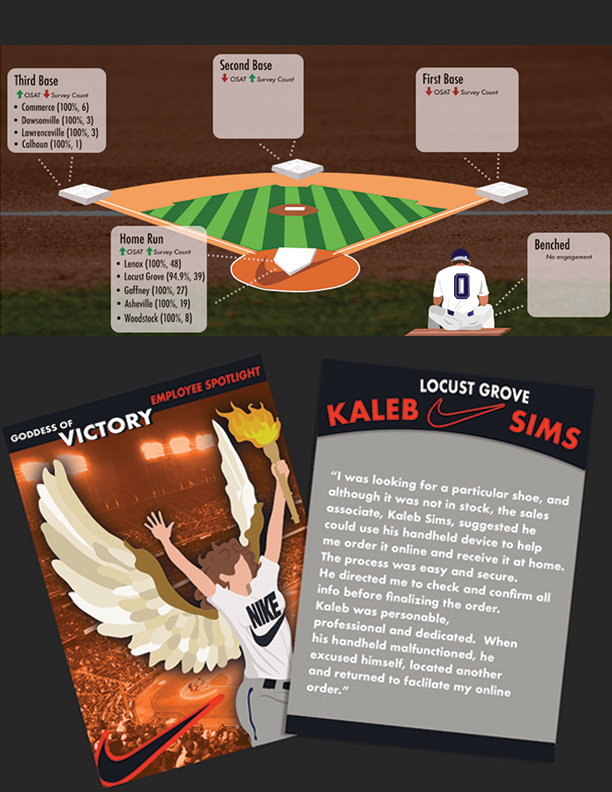 Third Base
OSAT Survey Count
• Commerce (100%, 6)
• Dawsonville (100%, 3)
• Lawrenceville (100%, 3)
• Calhoun (100%, 1)
Second Base
OSAT Survey Count
First Base
OSAT Survey Count
Home Run
OSAT Survey Count
• Lenox (100%, 48)
• Locust Grove (94.9%, 39)
• Gaffney (100%, 27)
• Asheville (100%, 19)
• Woodstock (100%, 8)
Benched
No engagement
0
EMPLOYEE SPOTLIGHT
GODDESS OF
VICTORY
NIKE
LOCUST GROVE
KALEB SIMS
"I was looking for a particular shoe, and
although it was not in stock, the sales
associate, Kaleb Sims, suggested he
could use his handheld device to help
me order it online and receive it at home.
The process was easy and secure.
He directed me to check and confirm all
info before finalizing the order.
Kaleb was personable,
professional and dedicated. When
his handheld malfunctioned, he
excused himself, located another
and returned to faclilate my online
order."